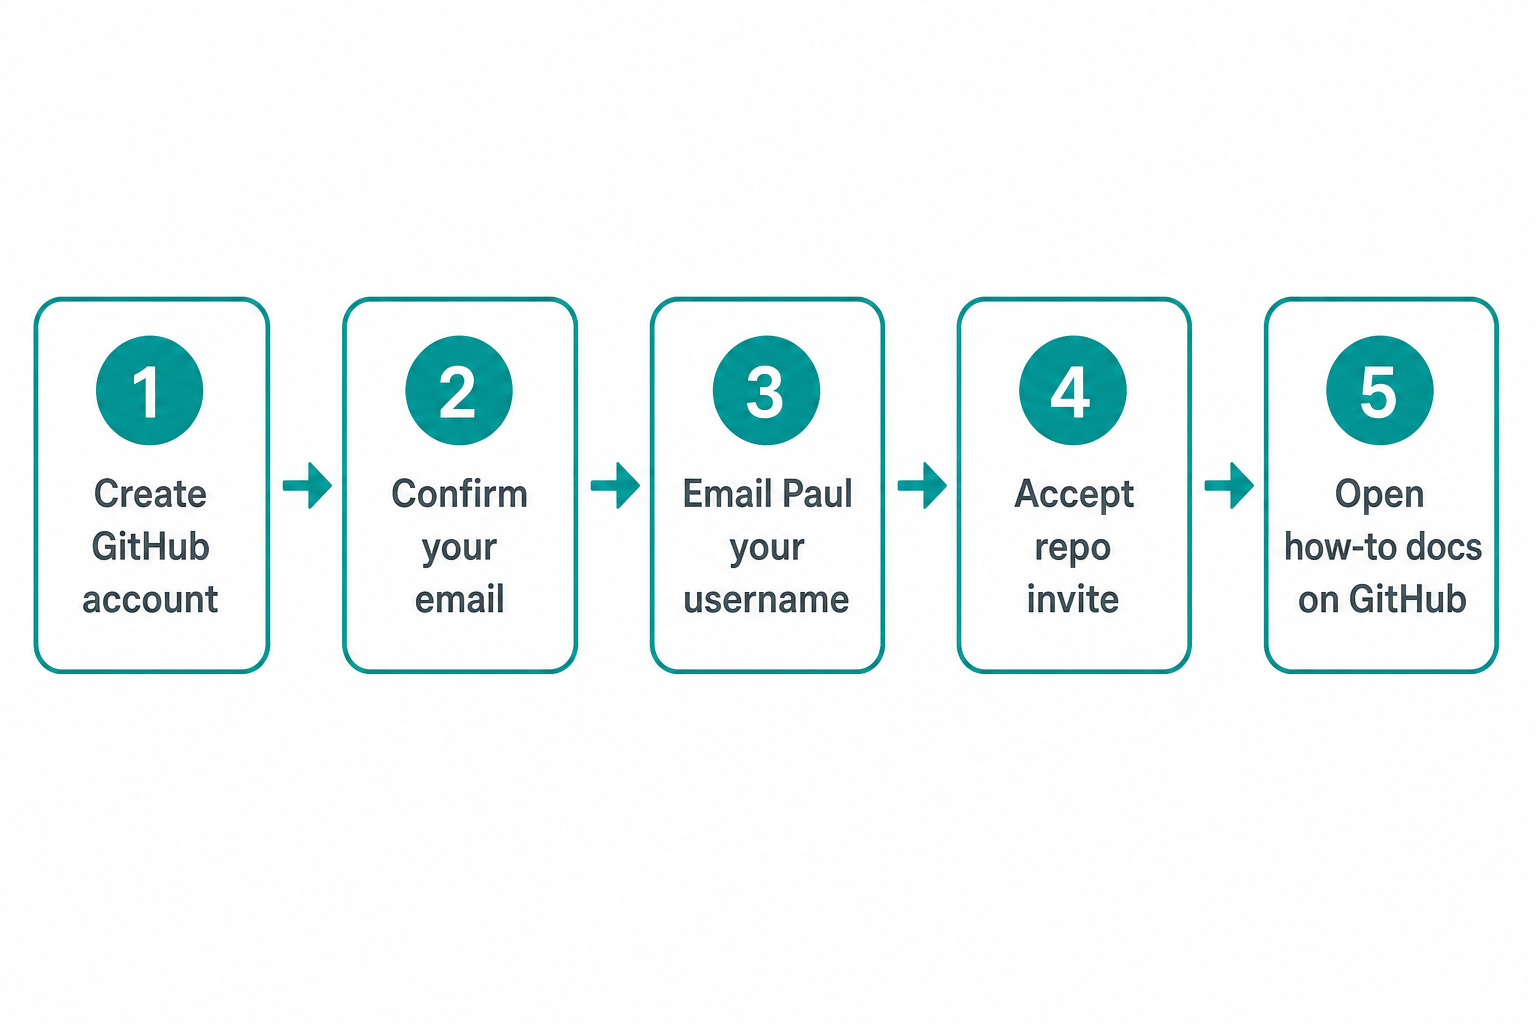 1
Create
GitHub
account
2
Confirm
your
email
3
Email Paul
your
username
4
Accept
repo
invite
5
Open
how-to docs
on GitHub